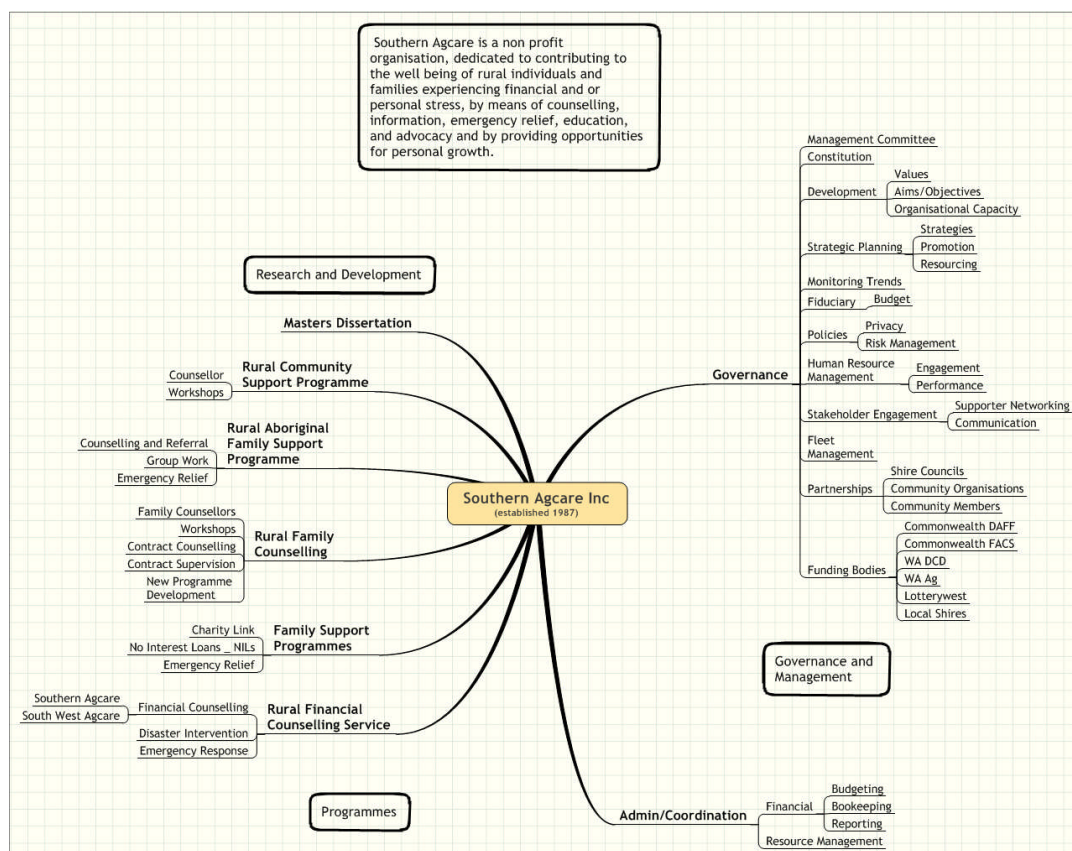 Southern Agcare is a non profit
organisation, dedicated to contributing to
the well being of rural individuals and
families experiencing financial and or
personal stress, by means of counselling,
information, emergency relief, education,
and advocacy and by providing opportunities
for personal growth.
Research and Development
Masters Dissertation
Rural Community
Support Programme
Counsellor
Workshops
Rural Aboriginal
Family Support
Programme
Counselling and Referral
Group Work
Emergency Relief
Southern Agcare Inc
(established 1987)
Rural Family
Counselling
Family Counsellors
Workshops
Contract Counselling
Contract Supervision
New Programme
Development
Family Support
Programmes
Charity Link
No Interest Loans _ NILs
Emergency Relief
Rural Financial
Counselling Service
Financial Counselling
Southern Agcare
South West Agcare
Disaster Intervention
Emergency Response
Programmes
Governance
Management Committee
Constitution
Development
Values
Aims/Objectives
Organisational Capacity
Strategic Planning
Strategies
Promotion
Resourcing
Monitoring Trends
Fiduciary
Budget
Policies
Privacy
Risk Management
Human Resource
Management
Engagement
Performance
Stakeholder Engagement
Supporter Networking
Communication
Fleet
Management
Partnerships
Shire Councils
Community Organisations
Community Members
Funding Bodies
Commonwealth DAFF
Commonwealth FACS
WA DCD
WA Ag
Lotterywest
Local Shires
Governance and
Management
Admin/Coordination
Financial
Budgeting
Bookeeping
Reporting
Resource Management